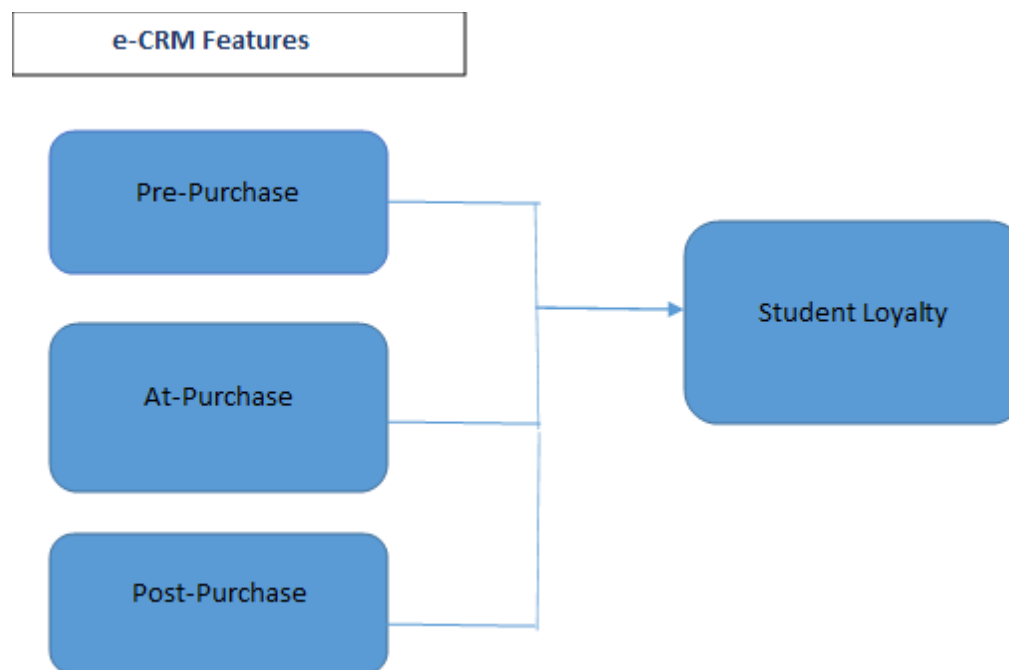 e-CRM Features
Pre-Purchase
At-Purchase
Post-Purchase
Student Loyalty